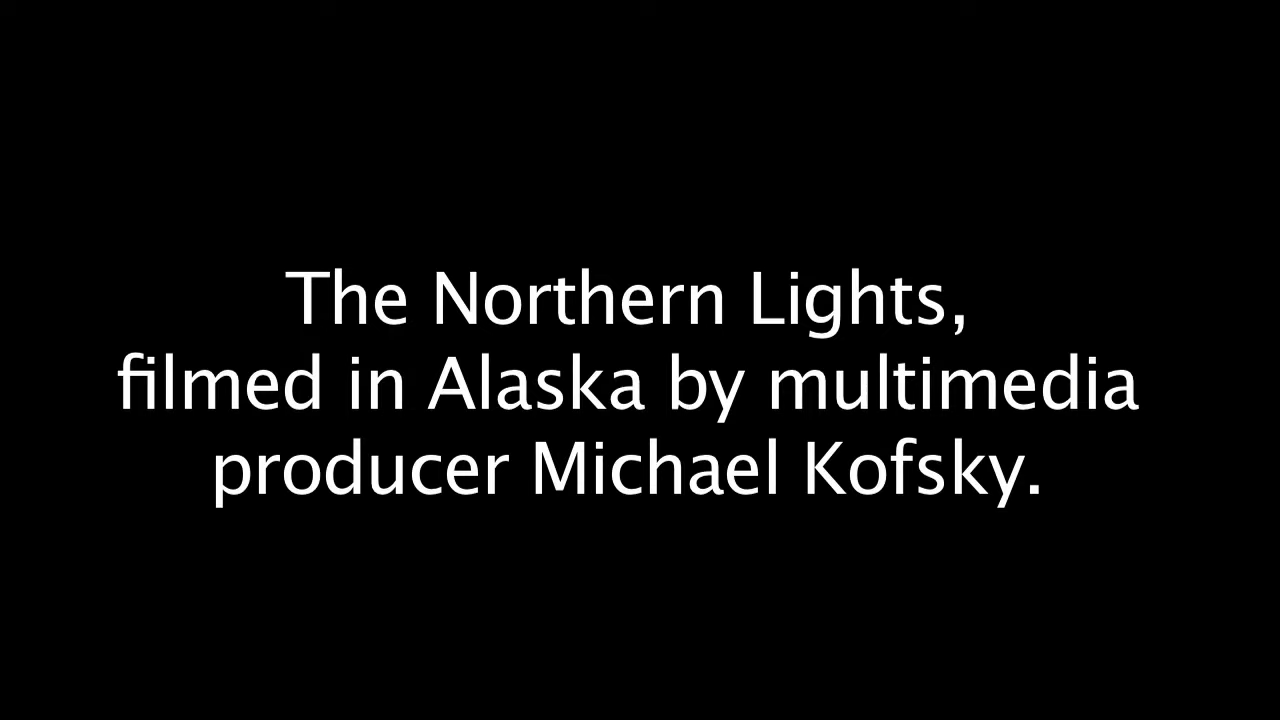 The Northern Lights,
filmed in Alaska by multimedia
producer Michael Kofsky.